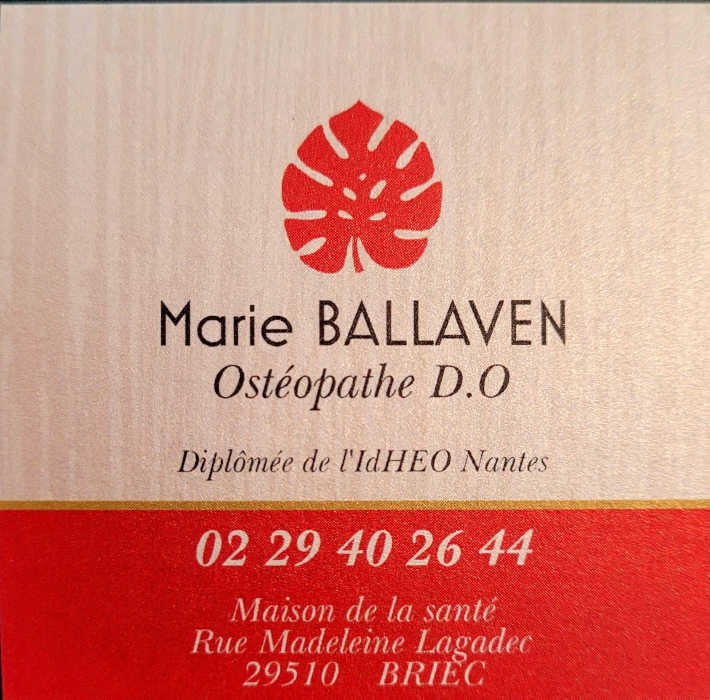 Marie BALLAVEN
Ostéopathe D.O
Diplômée de l'IdHEO Nantes
02 29 40 26 44
Maison de la santé
Rue Madeleine Lagadec
29510 BRIEC